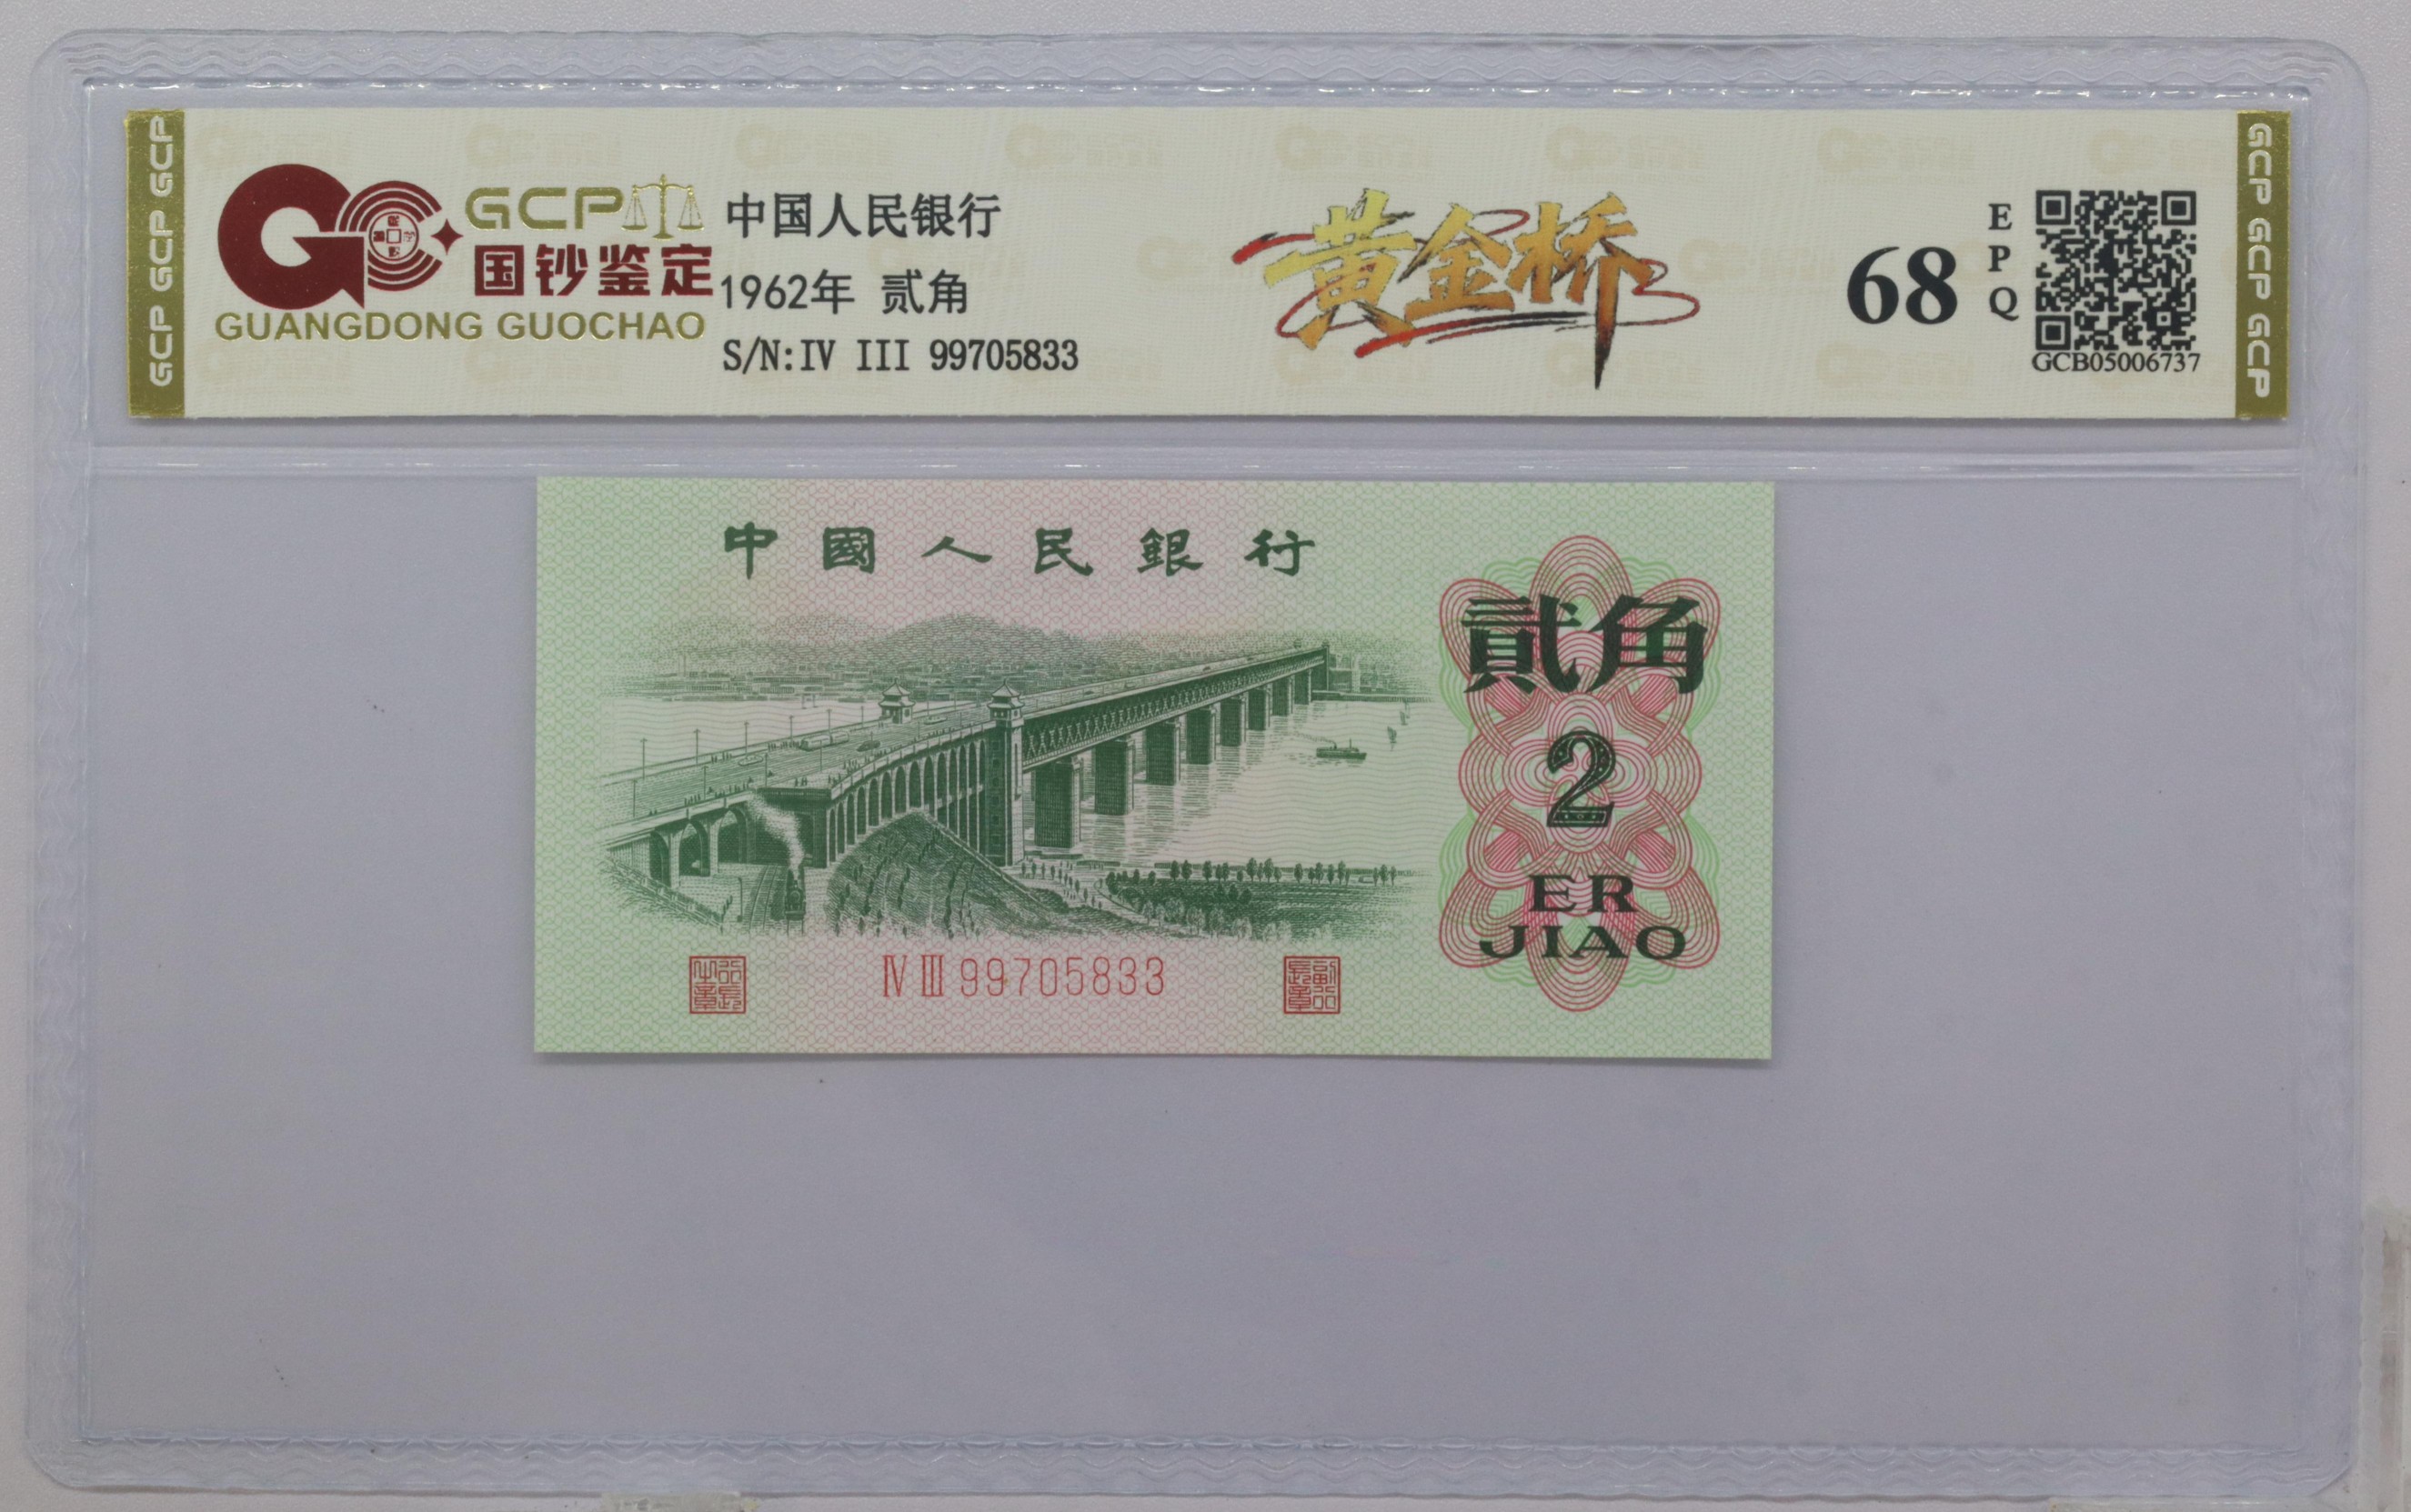 GCP GCP GCP
GCP
国钞鉴定
GUANGDONG GUOCHAO
中国人民银行
1962年 贰角
S/N:IV III 99705833
黄金桥
68
EPQ
GCB05006737
GCP GCP GCP
中國人民銀行
貳角
2
ER
JIAO
IV III 99705833